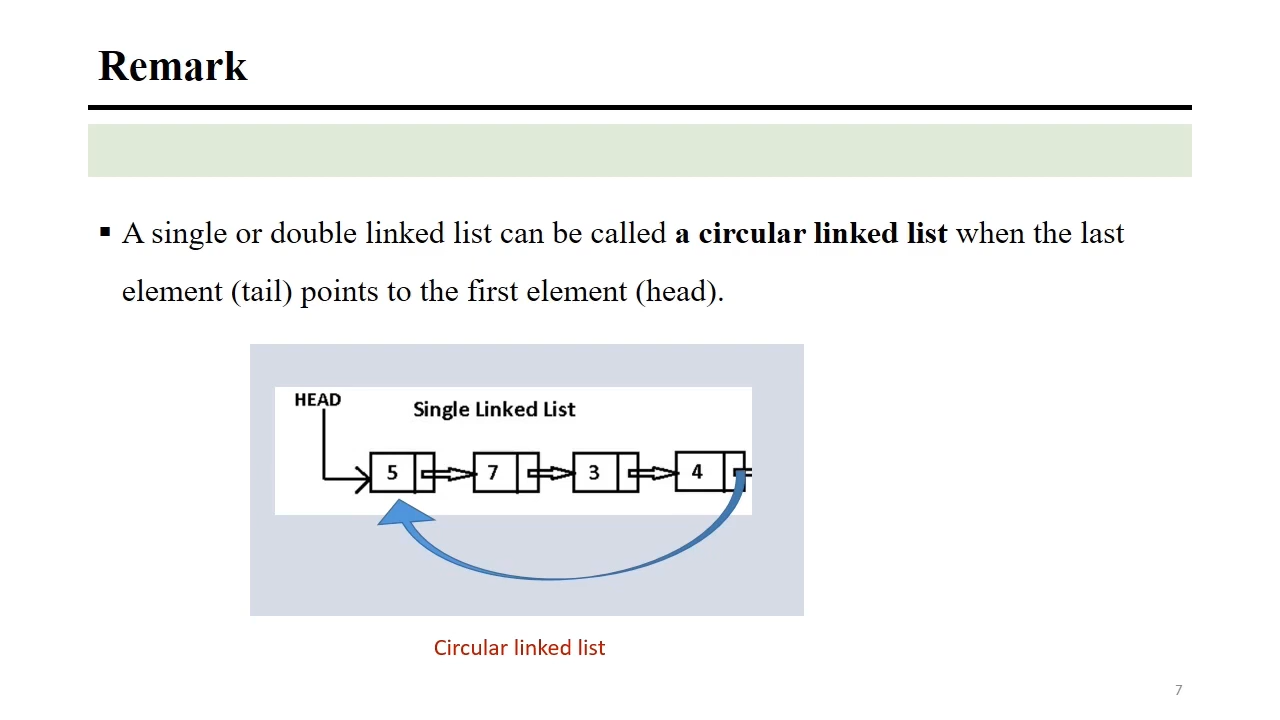 Remark
▪ A single or double linked list can be called a circular linked list when the last
element (tail) points to the first element (head).
HEAD
Single Linked List
5 7 3 4
Circular linked list
7